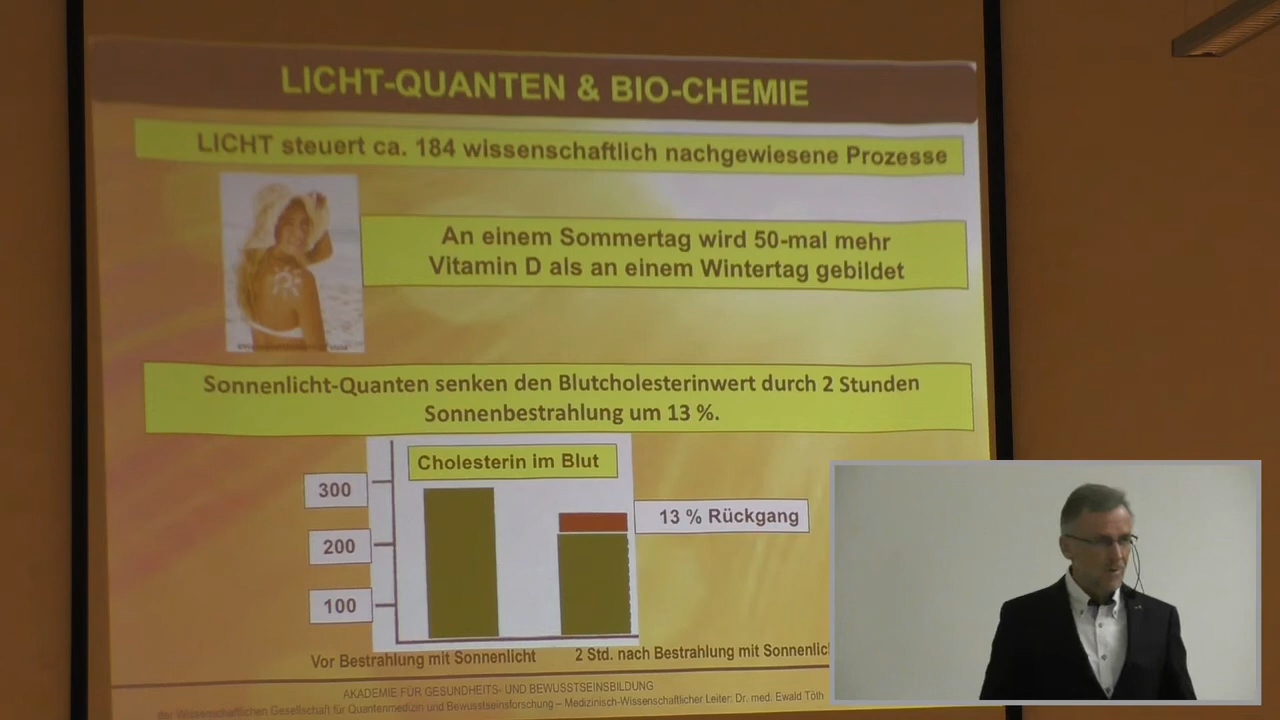 LICHT-QUANTEN & BIO-CHEMIE
LICHT steuert ca. 184 wissenschaftlich nachgewiesene Prozesse
An einem Sommertag wird 50-mal mehr
Vitamin D als an einem Wintertag gebildet
Sonnenlicht-Quanten senken den Blutcholesterinwert durch 2 Stunden
Sonnenbestrahlung um 13 %.
Cholesterin im Blut
300
13 % Rückgang
200
100
Vor Bestrahlung mit Sonnenlicht
2 Std. nach Bestrahlung mit Sonnenlic
AKADEMIE FÜR GESUNDHEITS- UND BEWUSSTSEINSBILDUNG
der Wissenschaftlichen Gesellschaft für Quantenmedizin und Bewusstseinsforschung – Medizinisch-Wissenschaftlicher Leiter: Dr. med. Ewald Töth